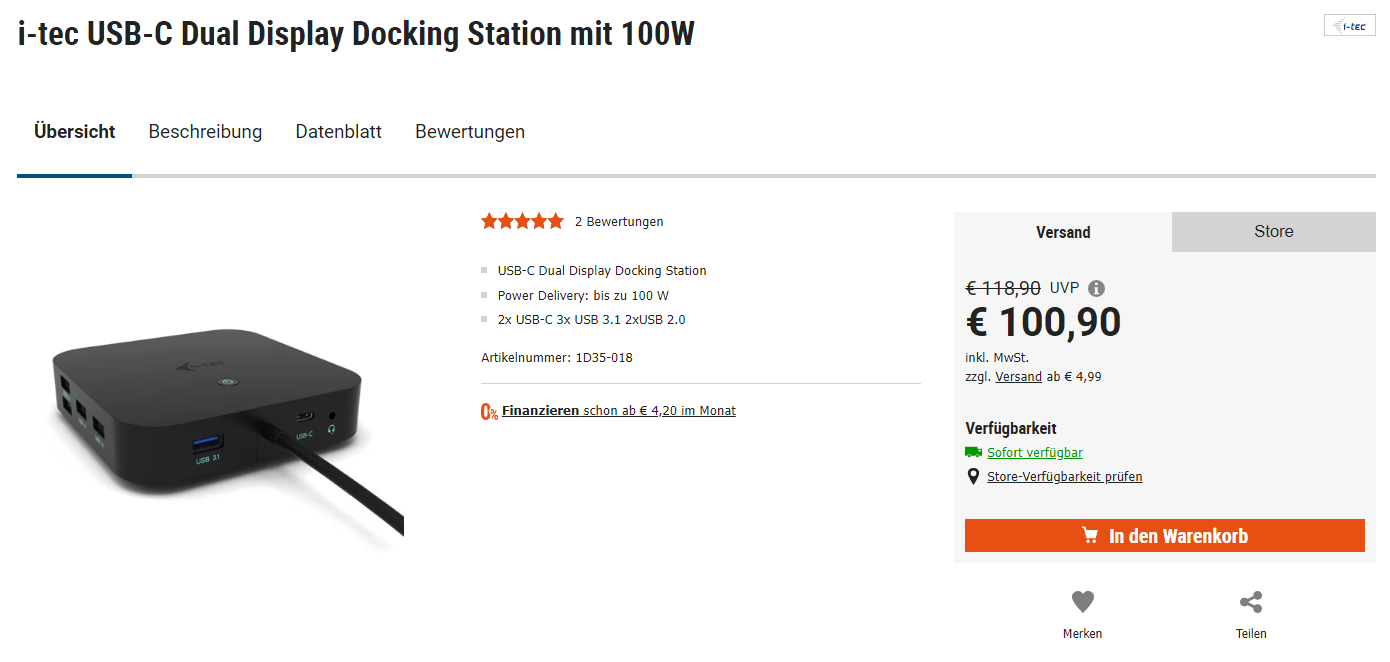 i-tec USB-C Dual Display Docking Station mit 100W
i-tec
Übersicht Beschreibung Datenblatt Bewertungen
i-tec
USB 3.1
USB-C
2 Bewertungen
USB-C Dual Display Docking Station
Power Delivery: bis zu 100 W
2x USB-C 3x USB 3.1 2xUSB 2.0
Artikelnummer: 1D35-018
0% Finanzieren schon ab € 4,20 im Monat
Versand Store
€ 118,90 UVP
€ 100,90
inkl. MwSt.
zzgl. Versand ab € 4,99
Verfügbarkeit
Sofort verfügbar
Store-Verfügbarkeit prüfen
In den Warenkorb
Merken Teilen